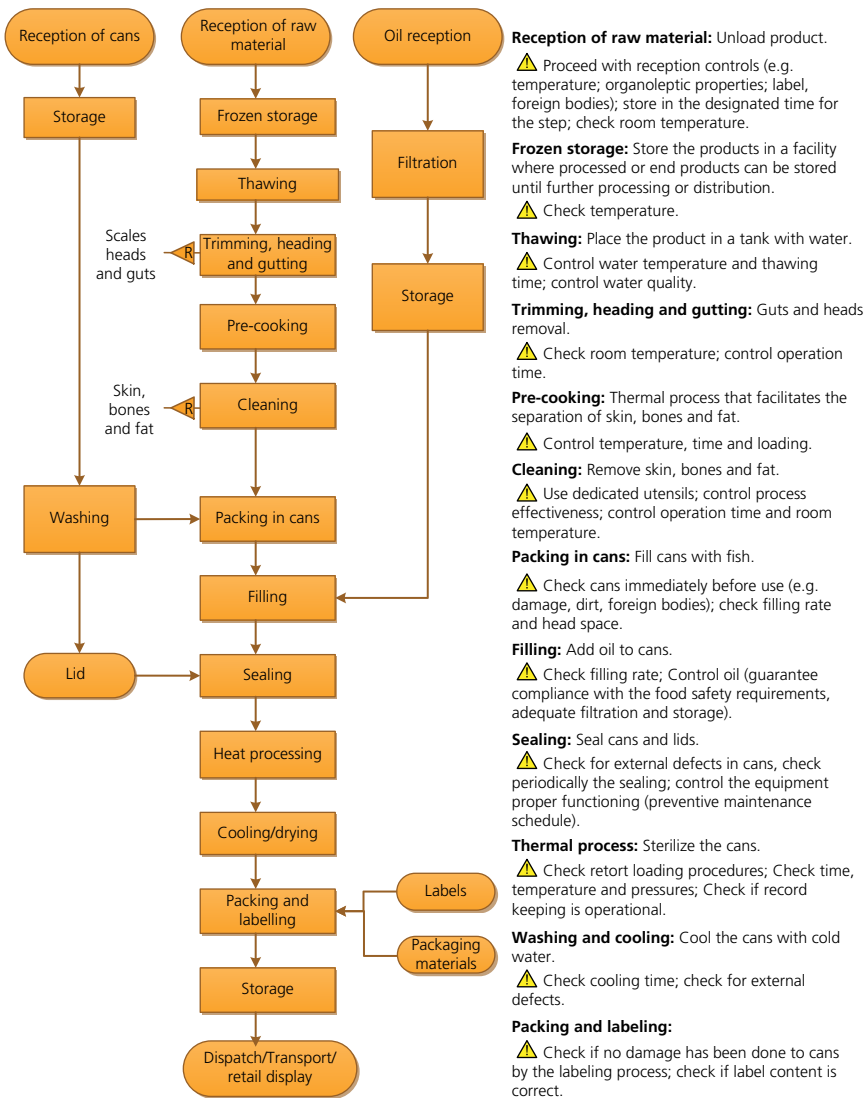 Reception of cans
Reception of raw
material
Oil reception
Storage
Frozen storage
Filtration
Thawing
Scales
heads
and guts
R
Trimming, heading
and gutting
Storage
Pre-cooking
Skin,
bones
and fat
R
Cleaning
Washing
Packing in cans
Filling
Lid
Sealing
Heat processing
Cooling/drying
Packing and
labelling
Labels
Packaging
materials
Storage
Dispatch/Transport/
retail display
Reception of raw material: Unload product.
Proceed with reception controls (e.g.
temperature; organoleptic properties; label,
foreign bodies); store in the designated time for
the step; check room temperature.
Frozen storage: Store the products in a facility
where processed or end products can be stored
until further processing or distribution.
Check temperature.
Thawing: Place the product in a tank with water.
Control water temperature and thawing
time; control water quality.
Trimming, heading and gutting: Guts and heads
removal.
Check room temperature; control operation
time.
Pre-cooking: Thermal process that facilitates the
separation of skin, bones and fat.
Control temperature, time and loading.
Cleaning: Remove skin, bones and fat.
Use dedicated utensils; control process
effectiveness; control operation time and room
temperature.
Packing in cans: Fill cans with fish.
Check cans immediately before use (e.g.
damage, dirt, foreign bodies); check filling rate
and head space.
Filling: Add oil to cans.
Check filling rate; Control oil (guarantee
compliance with the food safety requirements,
adequate filtration and storage).
Sealing: Seal cans and lids.
Check for external defects in cans, check
periodically the sealing; control the equipment
proper functioning (preventive maintenance
schedule).
Thermal process: Sterilize the cans.
Check retort loading procedures; Check time,
temperature and pressures; Check if record
keeping is operational.
Washing and cooling: Cool the cans with cold
water.
Check cooling time; check for external
defects.
Packing and labeling:
Check if no damage has been done to cans
by the labeling process; check if label content is
correct.